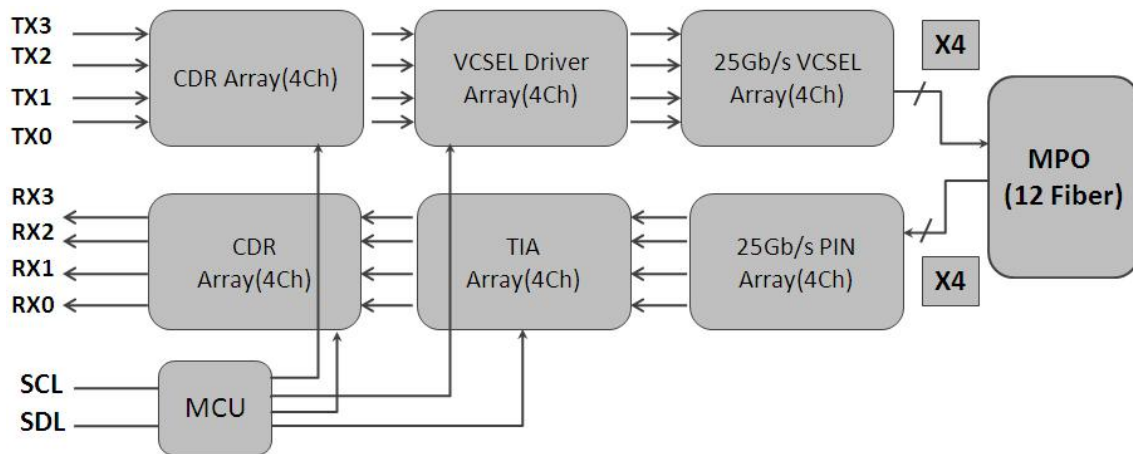 TX3
TX2
TX1
TX0
CDR Array(4Ch)
VCSEL Driver
Array(4Ch)
25Gb/s VCSEL
Array(4Ch)
X4
MPO
(12 Fiber)
RX3
RX2
RX1
RX0
CDR
Array(4Ch)
TIA
Array(4Ch)
25Gb/s PIN
Array(4Ch)
X4
SCL
SDL
MCU